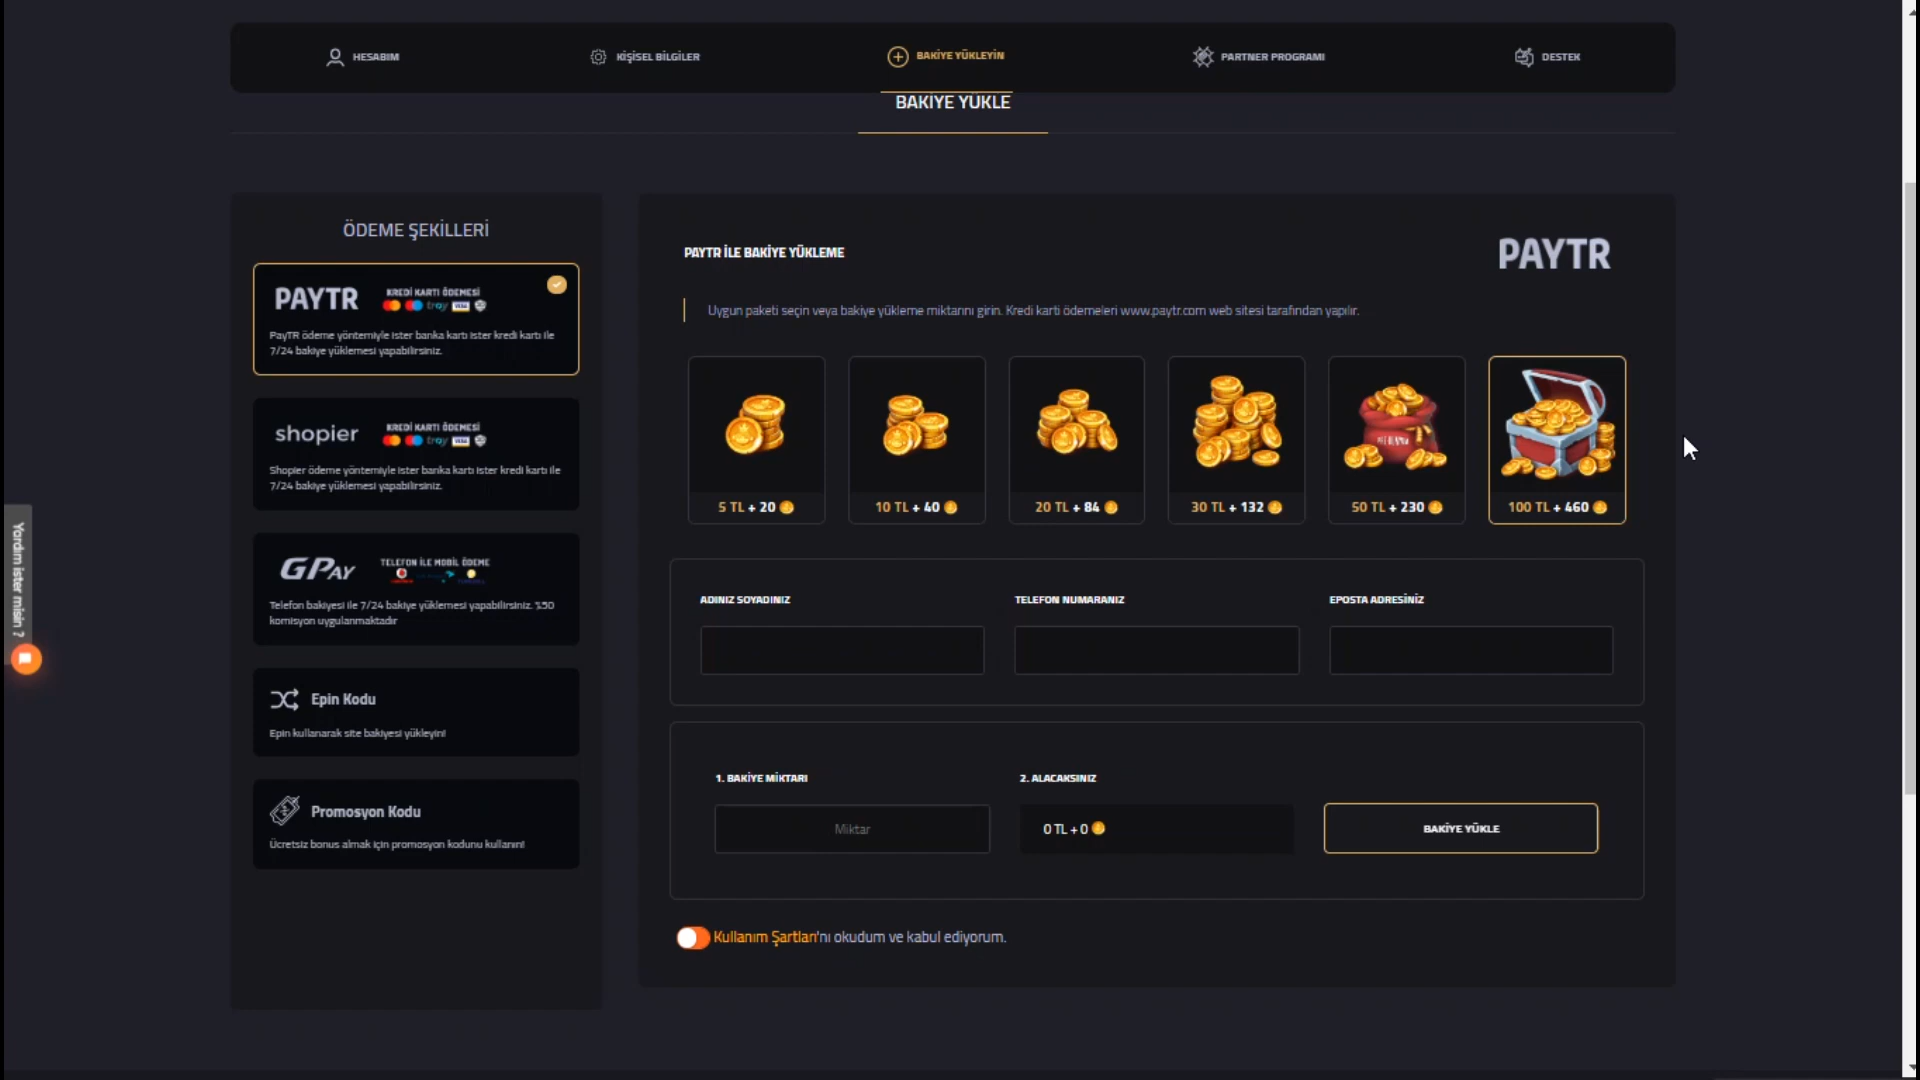 HESABIM
KİŞİSEL BİLGİLER
BAKİYE YÜKLEYİN
PARTNER PROGRAMI
DESTEK
BAKİYE YÜKLE
ÖDEME ŞEKİLLERİ
PAYTR
KREDİ KARTI ÖDEMESİ
troy VISA
PayTR ödeme yöntemiyle ister banka kartı ister kredi kartı ile
7/24 bakiye yüklemesi yapabilirsiniz.
shopier
KREDİ KARTI ÖDEMESİ
troy VISA
Shopier ödeme yöntemiyle ister banka kartı ister kredi kartı ile
7/24 bakiye yüklemesi yapabilirsiniz.
GPAY
TELEFON İLE MOBİL ÖDEME
Telefon bakiyesi ile 7/24 bakiye yüklemesi yapabilirsiniz. %50
komisyon uygulanmaktadır
Epin Kodu
Epin kullanarak site bakiyesi yükleyin!
Promosyon Kodu
Ücretsiz bonus almak için promosyon kodunu kullanın!
Yardım ister misin ?
PAYTR İLE BAKİYE YÜKLEME
PAYTR
Uygun paketi seçin veya bakiye yükleme miktarını girin. Kredi karti ödemeleri www.paytr.com web sitesi tarafından yapılır.
5 TL + 20
10 TL + 40
20 TL + 84
30 TL + 132
50 TL + 230
100 TL + 460
ADINIZ SOYADINIZ
TELEFON NUMARANIZ
EPOSTA ADRESİNİZ
1. BAKİYE MİKTARI
2. ALACAKSINIZ
Miktar
0 TL + 0
BAKİYE YÜKLE
Kullanım Şartları'nı okudum ve kabul ediyorum.